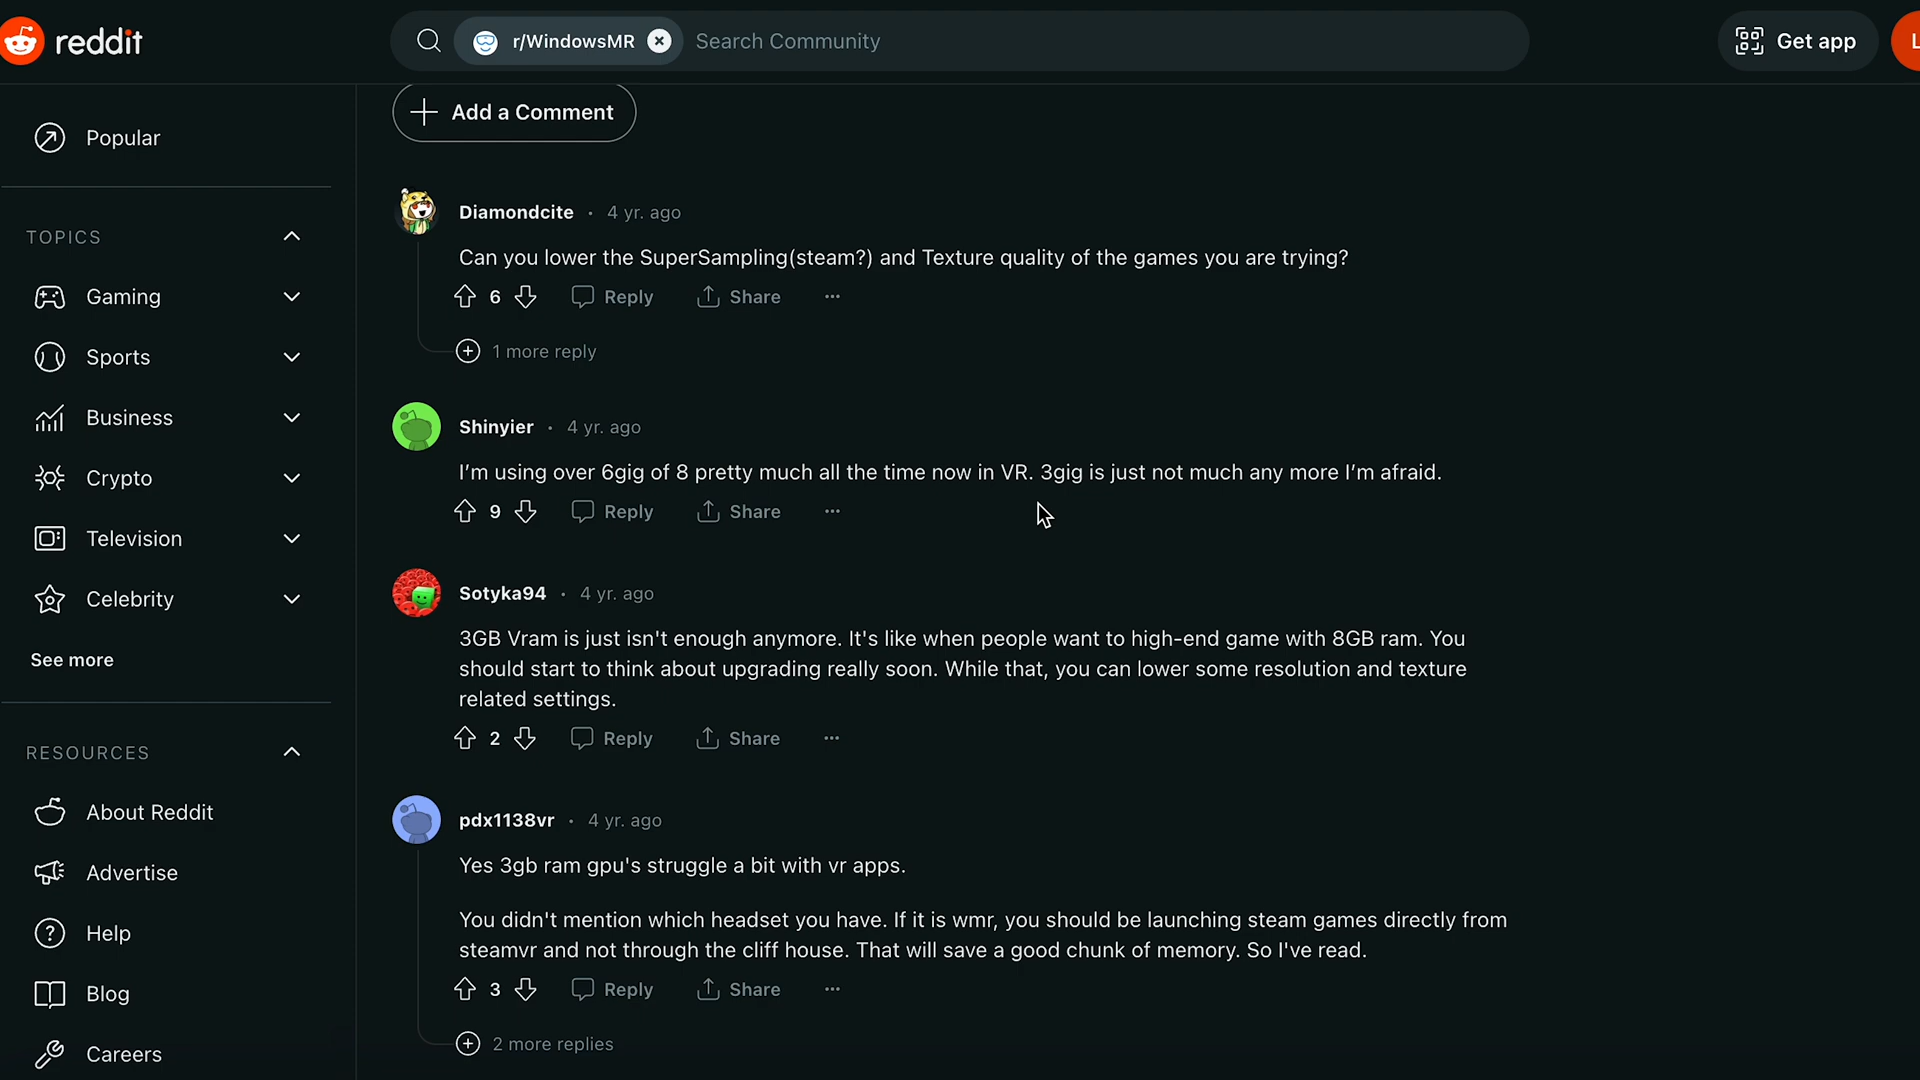 reddit
r/WindowsMR
Search Community
Get app
Popular
TOPICS
Gaming
Sports
Business
Crypto
Television
Celebrity
See more
RESOURCES
About Reddit
Advertise
Help
Blog
Careers
Add a Comment
Diamondcite · 4 yr. ago
Can you lower the SuperSampling(steam?) and Texture quality of the games you are trying?
6 Reply Share
1 more reply
Shinyier · 4 yr. ago
I'm using over 6gig of 8 pretty much all the time now in VR. 3gig is just not much any more I'm afraid.
9 Reply Share
Sotyka94 · 4 yr. ago
3GB Vram is just isn't enough anymore. It's like when people want to high-end game with 8GB ram. You
should start to think about upgrading really soon. While that, you can lower some resolution and texture
related settings.
2 Reply Share
pdx1138vr · 4 yr. ago
Yes 3gb ram gpu's struggle a bit with vr apps.
You didn't mention which headset you have. If it is wmr, you should be launching steam games directly from
steamvr and not through the cliff house. That will save a good chunk of memory. So I've read.
3 Reply Share
2 more replies